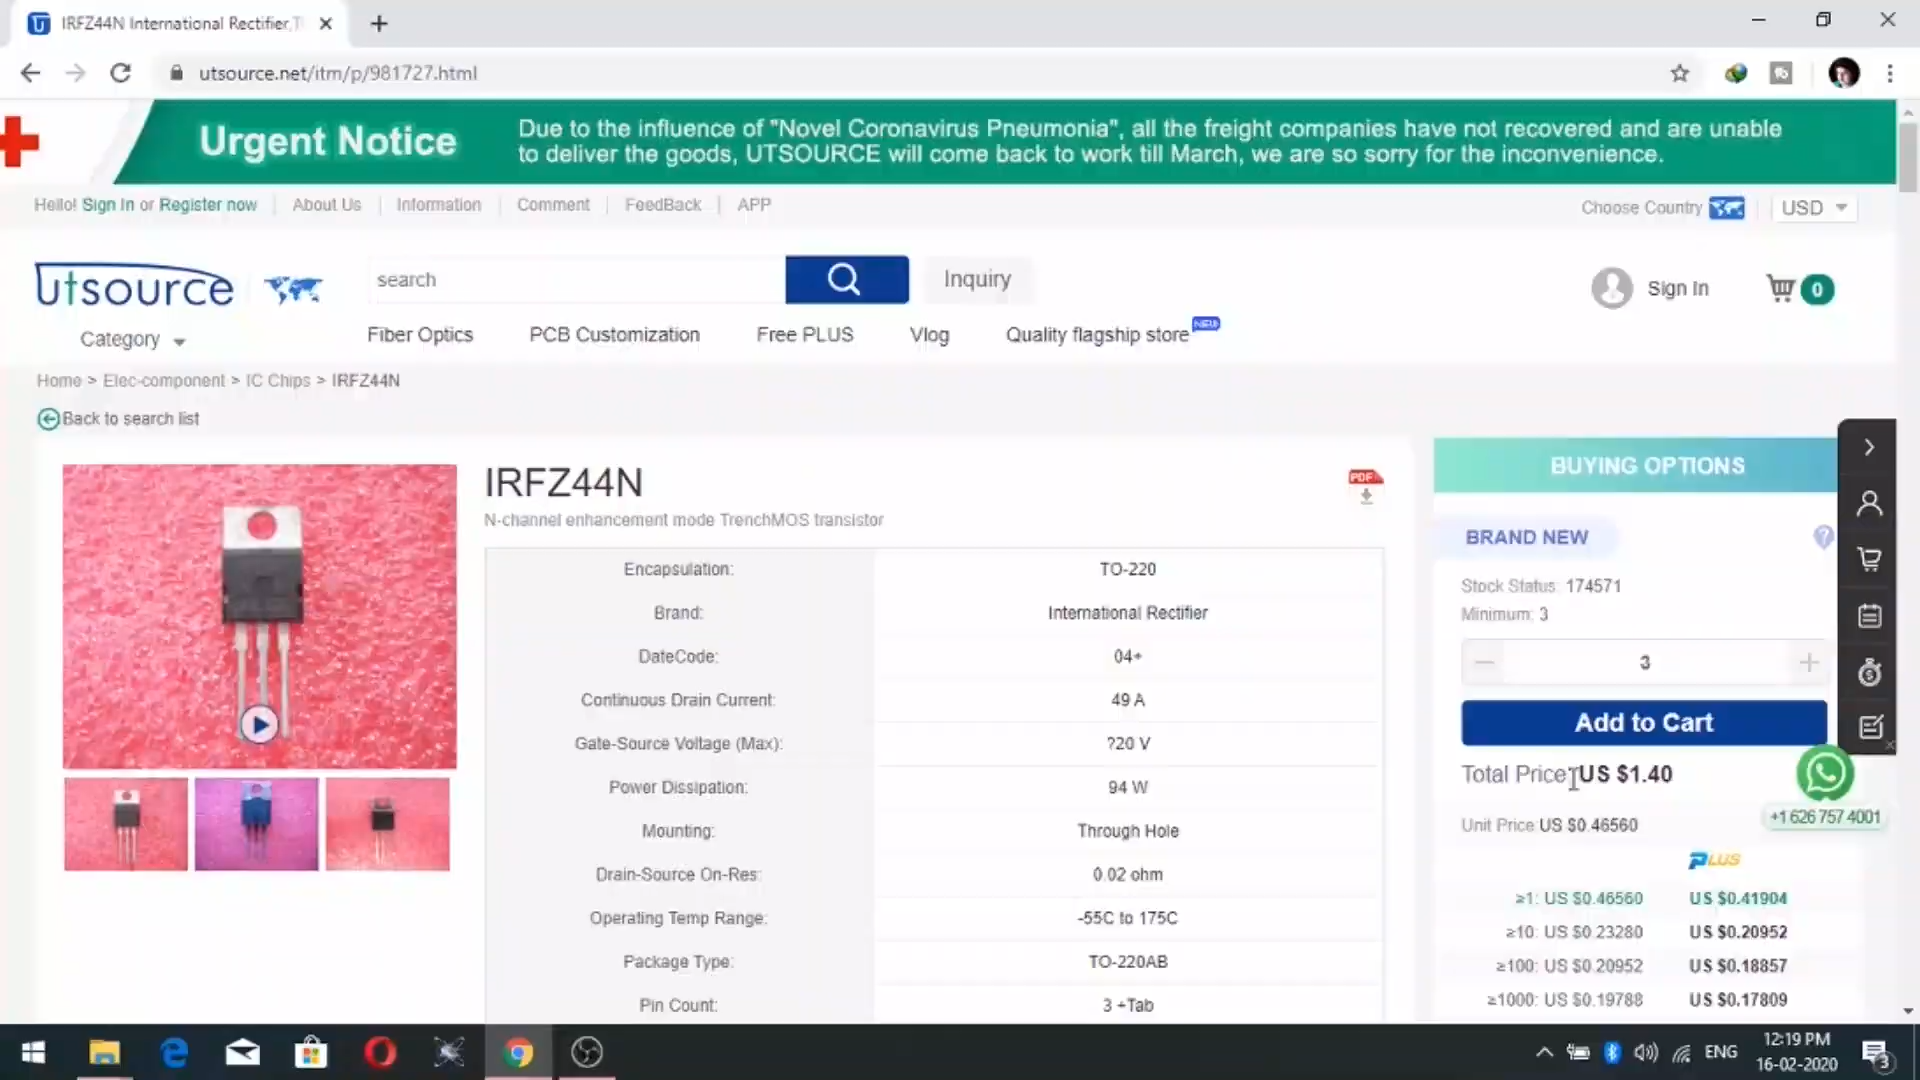 IRFZ44N International Rectifier,T
utsource.net/itm/p/981727.html
Urgent Notice
Due to the influence of "Novel Coronavirus Pneumonia", all the freight companies have not recovered and are unable
to deliver the goods, UTSOURCE will come back to work till March, we are so sorry for the inconvenience.
Hello! Sign In or Register now
About Us
Information
Comment
FeedBack
APP
Choose Country
USD
utsource
search
Inquiry
Sign In
0
Category
Fiber Optics
PCB Customization
Free PLUS
Vlog
Quality flagship store
NEW
Home > Elec-component > IC Chips > IRFZ44N
Back to search list
IRFZ44N
PDF
N-channel enhancement mode TrenchMOS transistor
Encapsulation: TO-220
Brand: International Rectifier
DateCode: 04+
Continuous Drain Current: 49 A
Gate-Source Voltage (Max): ?20 V
Power Dissipation: 94 W
Mounting: Through Hole
Drain-Source On-Res: 0.02 ohm
Operating Temp Range: -55C to 175C
Package Type: TO-220AB
Pin Count: 3 +Tab
BUYING OPTIONS
BRAND NEW
?
Stock Status: 174571
Minimum: 3
3
Add to Cart
Total Price: US $1.40
+1 626 757 4001
Unit Price:US $0.46560
PLUS
≥1: US $0.46560 US $0.41904
≥10: US $0.23280 US $0.20952
≥100: US $0.20952 US $0.18857
≥1000: US $0.19788 US $0.17809
ENG
12:19 PM
16-02-2020
3